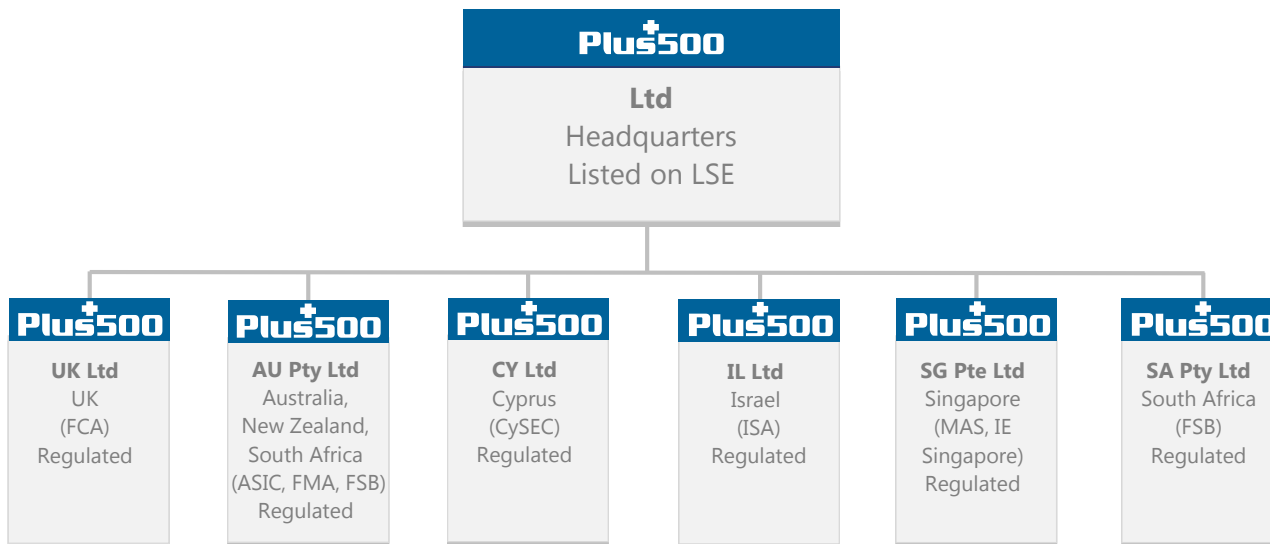 Plus500
Ltd
Headquarters
Listed on LSE
Plus500
UK Ltd
UK
(FCA)
Regulated
Plus500
AU Pty Ltd
Australia,
New Zealand,
South Africa
(ASIC, FMA, FSB)
Regulated
Plus500
CY Ltd
Cyprus
(CySEC)
Regulated
Plus500
IL Ltd
Israel
(ISA)
Regulated
Plus500
SG Pte Ltd
Singapore
(MAS, IE
Singapore)
Regulated
Plus500
SA Pty Ltd
South Africa
(FSB)
Regulated